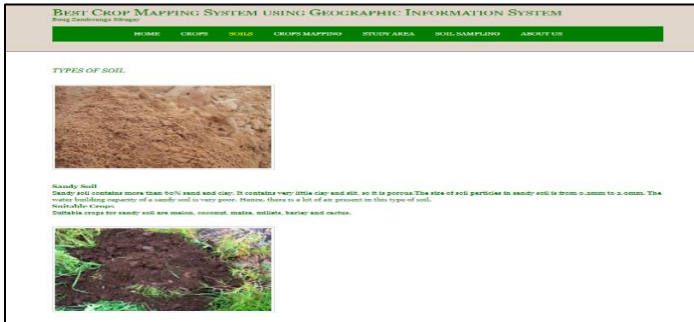 BEST CROP MAPPING SYSTEM USING GEOGRAPHIC INFORMATION SYSTEM
Buug Zamboanga Sibugay
HOME CROPS SOILS CROPS MAPPING STUDY AREA SOIL SAMPLING ABOUT US
TYPES OF SOIL
Sandy Soil
Sandy soil contains more than 60% sand and clay. It contains very little clay and silt, so it is porous.The size of soil particles in sandy soil is from 0.2mm to 2.0mm. The
water building capacity of a sandy soil is very poor. Hence, there is a lot of air present in this type of soil.
Suitable Crops
Suitable crops for sandy soil are melon, coconut, maize, millets, barley and cactus.